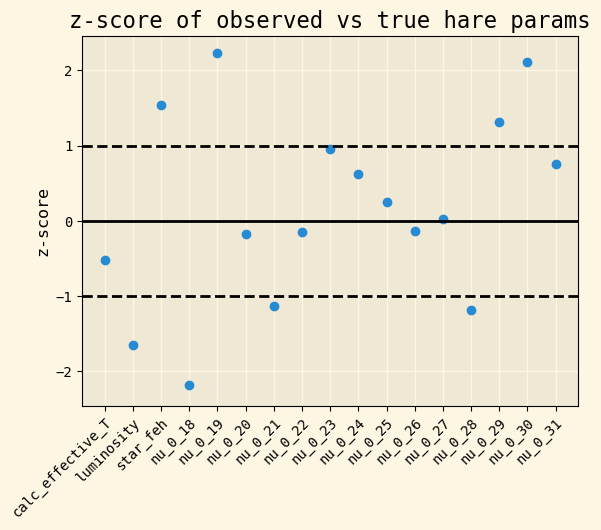 z-score of observed vs true hare params
z-score
2
1
0
−1
−2
calc_effective_T
luminosity
star_feh
nu_0_18
nu_0_19
nu_0_20
nu_0_21
nu_0_22
nu_0_23
nu_0_24
nu_0_25
nu_0_26
nu_0_27
nu_0_28
nu_0_29
nu_0_30
nu_0_31